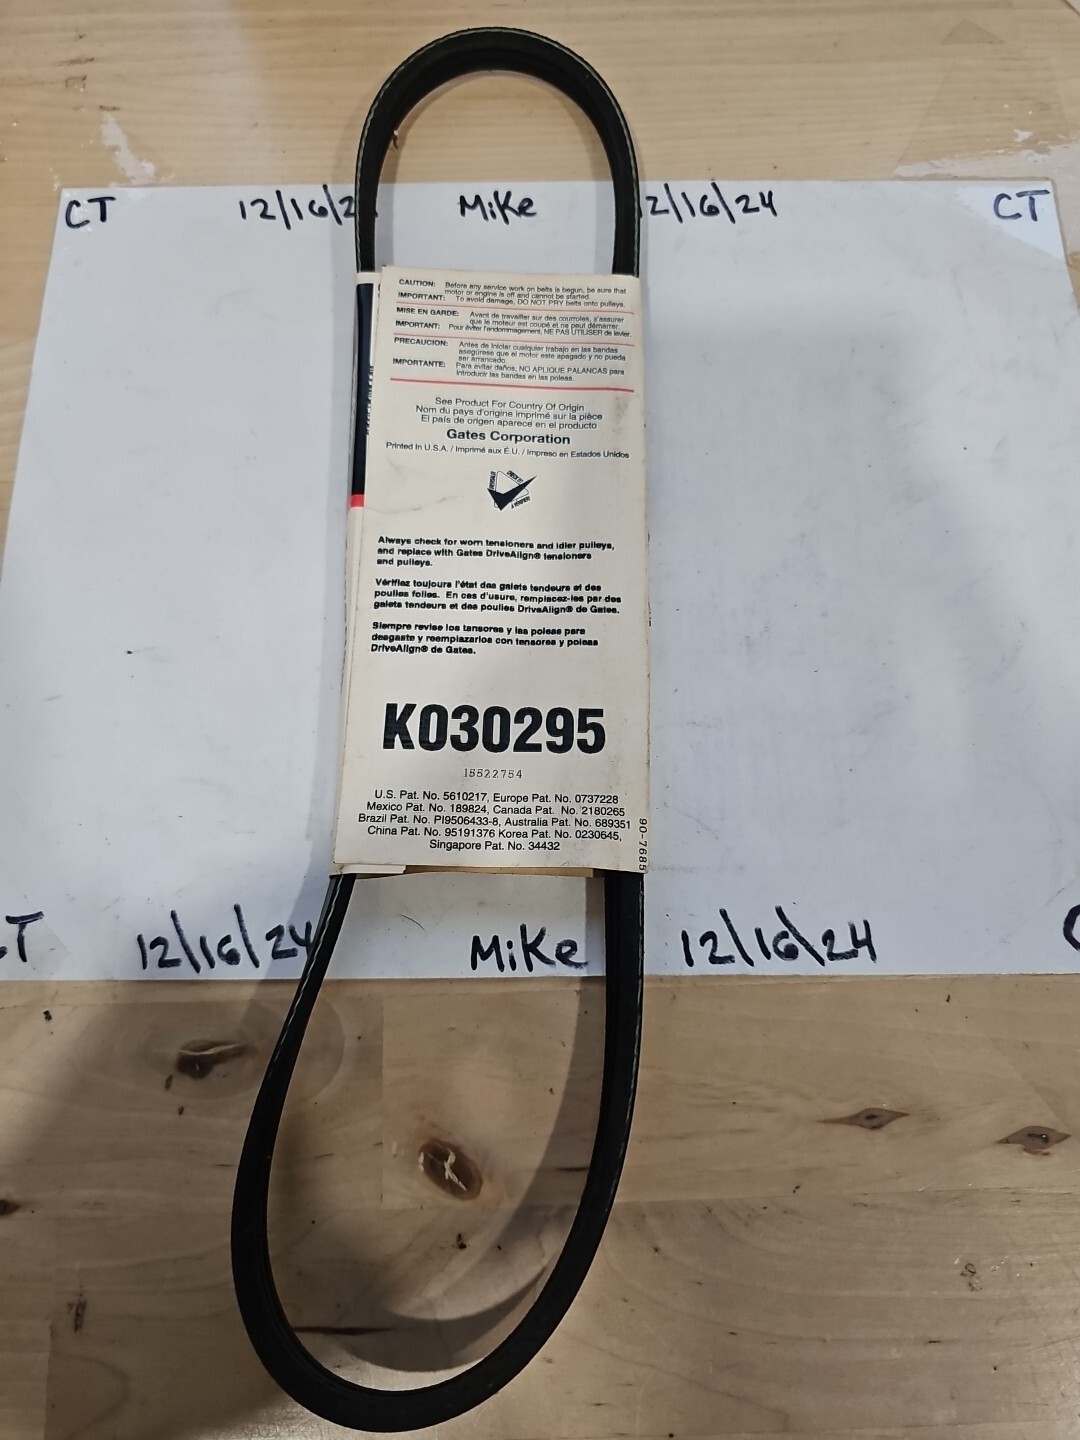 CT 12/16/2 Mike 12/16/24 CT
CAUTION: Before any service work on belts is begun, be sure that
motor or engine is off and cannot be started.
IMPORTANT: To avoid damage, DO NOT PRY belts onto pulleys.
MISE EN GARDE: Avant de travailler sur des courroies, s'assurer
que le moteur est coupé et ne peut démarrer.
IMPORTANT: Pour éviter l'endommagement, NE PAS UTILISER de levier.
PRECAUCION: Antes de iniciar cualquier trabajo en las bandas
asegúrese que el motor este apagado y no pueda
ser arrancado.
IMPORTANTE: Para evitar daños, NO APLIQUE PALANCAS para
introducir las bandas en las poleas.
See Product For Country Of Origin
Nom du pays d'origine imprimé sur la pièce
El país de origen aparece en el producto
Gates Corporation
Printed In U.S.A. / Imprimé aux É.U. / Impreso en Estados Unidos
Always check for worn tensioners and idler pulleys,
and replace with Gates DriveAlign® tensioners
and pulleys.
Vérifiez toujours l'état des galets tendeurs et des
poulies folles. En cas d'usure, remplacez-les par des
galets tendeurs et des poulies DriveAlign® de Gates.
Siempre revise los tensores y las poleas para
desgaste y reemplazarlos con tensores y poleas
DriveAlign® de Gates.
K030295
15522754
U.S. Pat. No. 5610217, Europe Pat. No. 0737228
Mexico Pat. No. 189824, Canada Pat. No. 2180265
Brazil Pat. No. PI9506433-8, Australia Pat. No. 689351
China Pat. No. 95191376 Korea Pat. No. 0230645,
Singapore Pat. No. 34432
90-7685
CT 12/16/24 Mike 12/16/24 C